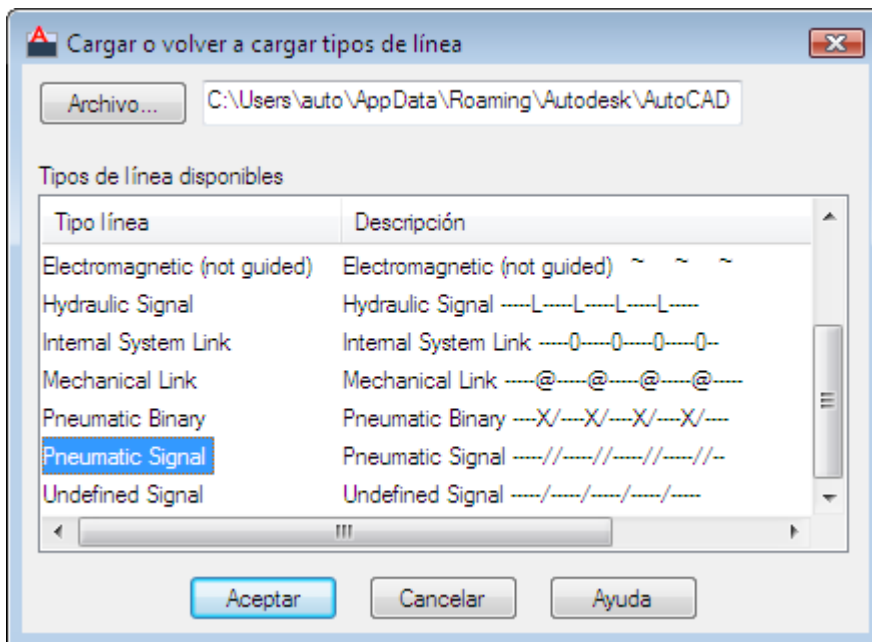 Cargar o volver a cargar tipos de línea
Archivo... C:\Users\auto\AppData\Roaming\Autodesk\AutoCAD
Tipos de línea disponibles
Tipo línea Descripción
Electromagnetic (not guided) Electromagnetic (not guided) ~ ~ ~
Hydraulic Signal Hydraulic Signal -----L-----L-----L-----L-----
Internal System Link Internal System Link -----0-----0-----0-----0--
Mechanical Link Mechanical Link -----@-----@-----@-----@-----
Pneumatic Binary Pneumatic Binary ----X/----X/----X/----X/----
Pneumatic Signal Pneumatic Signal -----//-----//-----//-----//--
Undefined Signal Undefined Signal -----/-----/-----/-----/-----
Aceptar Cancelar Ayuda